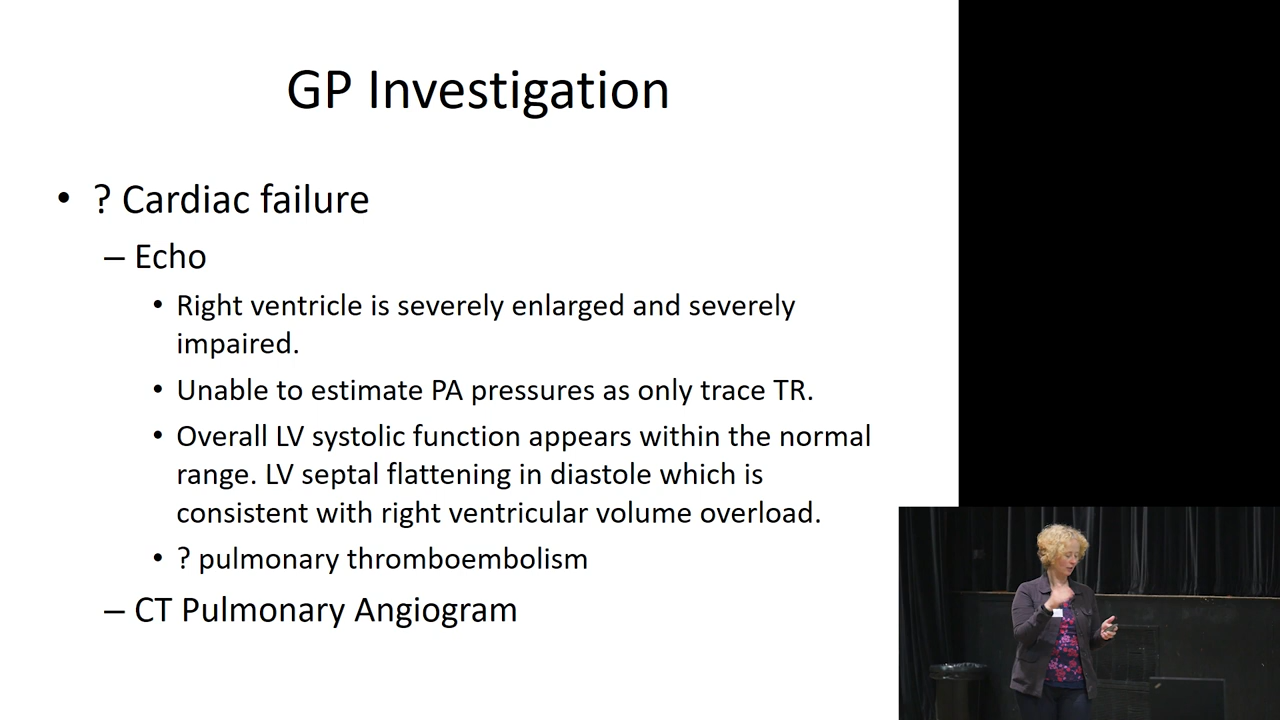 GP Investigation
• ? Cardiac failure
– Echo
• Right ventricle is severely enlarged and severely
impaired.
• Unable to estimate PA pressures as only trace TR.
• Overall LV systolic function appears within the normal
range. LV septal flattening in diastole which is
consistent with right ventricular volume overload.
• ? pulmonary thromboembolism
– CT Pulmonary Angiogram